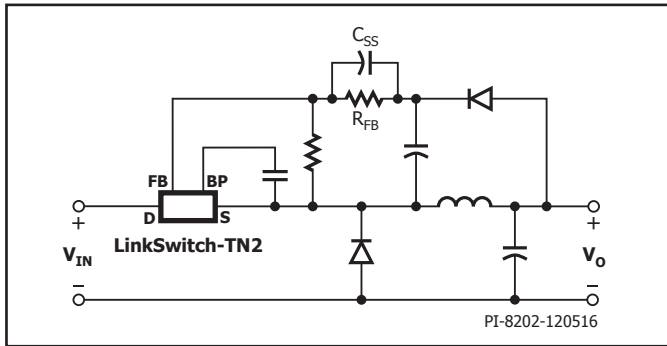 C_SS
R_FB
FB BP
D S
+ +
V_IN LinkSwitch-TN2 V_O
− −
PI-8202-120516